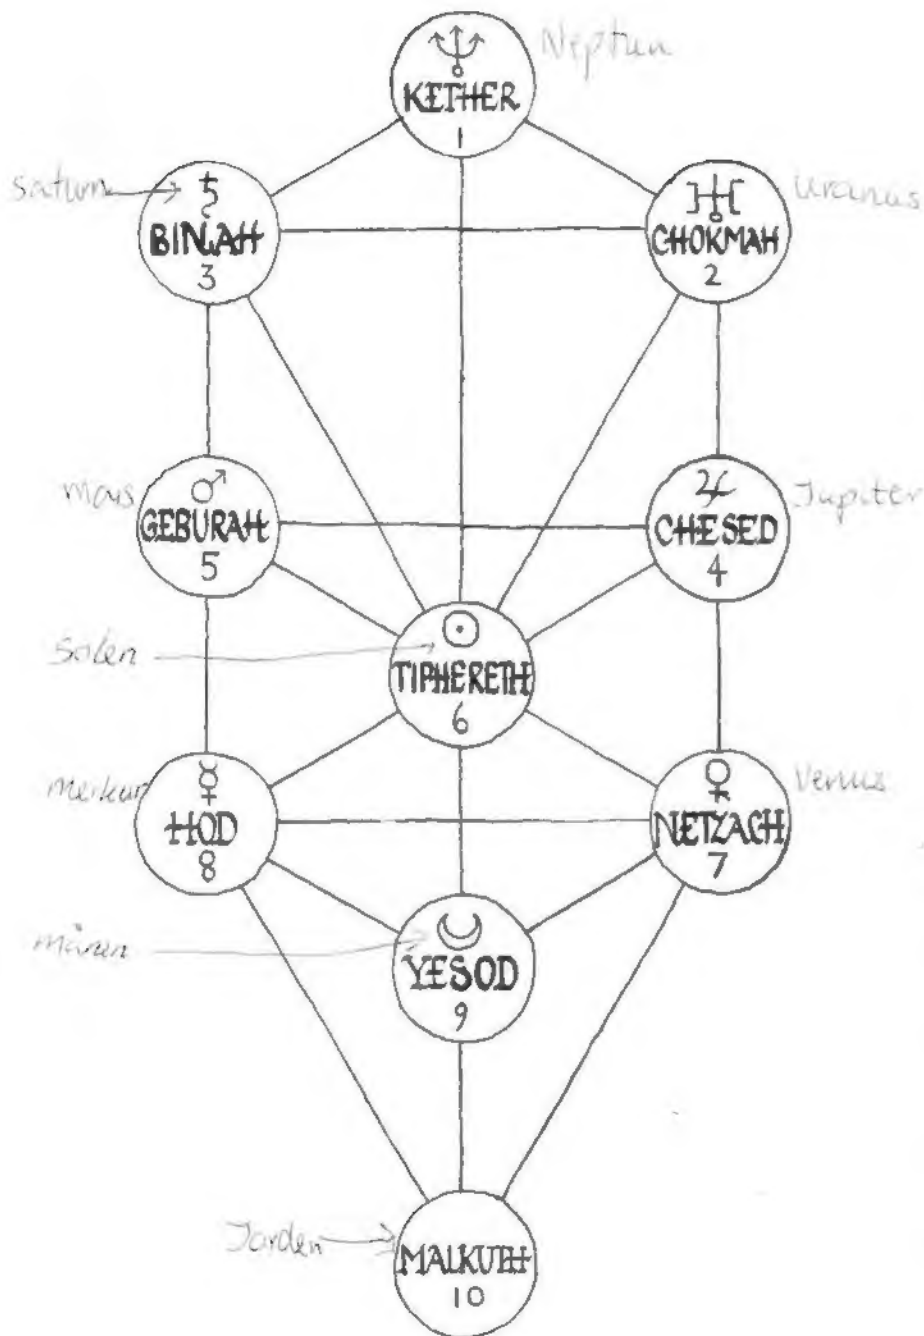 Neptun
KETHER
1
saturn
BINAH
3
Uranus
CHOKMAH
2
mars
GEBURAH
5
Jupiter
CHESED
4
solen
TIPHERETH
6
merkur
HOD
8
Venus
NETZACH
7
månen
YESOD
9
Jorden
MALKUTH
10